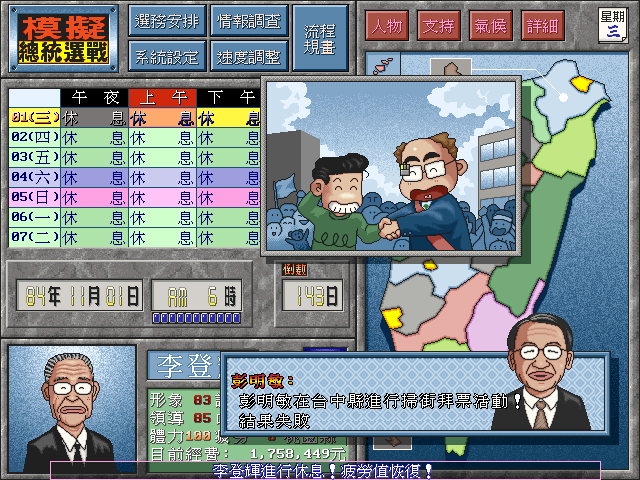 模擬
總統選戰
選務安排
情報調查
流程
規畫
系統設定
速度調整
人物
支持
氣候
詳細
星期
三
午夜
上午
下午
01(三) 休息 休息 休息
02(四) 休息 休息 休息
03(五) 休息 休息 休息
04(六) 休息 休息 休息
05(日) 休息 休息 休息
06(一) 休息 休息 休息
07(二) 休息 休息 休息
倒數
84年11月01日
AM 6時
143日
李登
形象 83
領導 85
體力100
目前經費: 1,758,449元
彭明敏:
彭明敏在台中縣進行掃街拜票活動!
結果失敗
李登輝進行休息!疲勞值恢復!